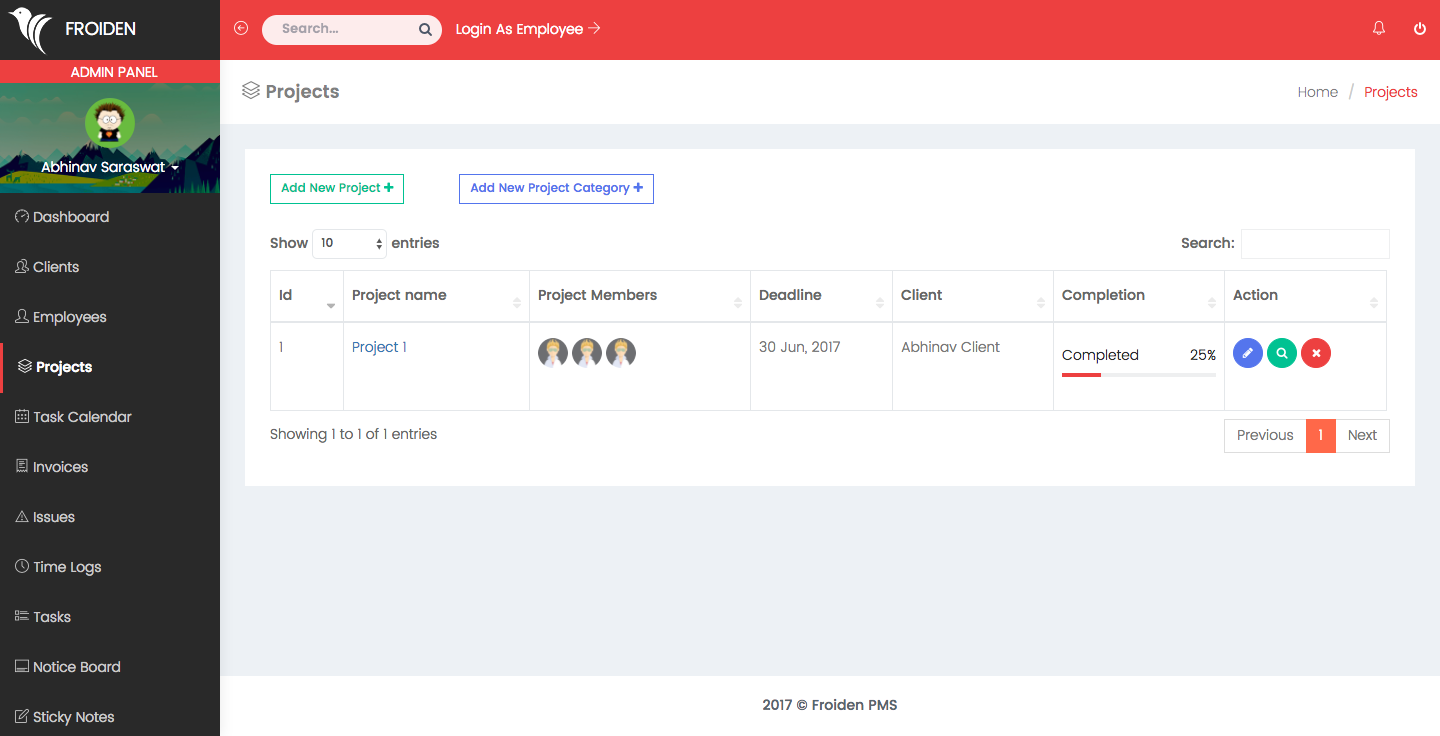 FROIDEN
Search...
Login As Employee
ADMIN PANEL
Abhinav Saraswat
Dashboard
Clients
Employees
Projects
Task Calendar
Invoices
Issues
Time Logs
Tasks
Notice Board
Sticky Notes
Projects
Home / Projects
Add New Project
Add New Project Category
Show 10 entries
Search:
Id Project name Project Members Deadline Client Completion Action
1 Project 1 30 Jun, 2017 Abhinav Client Completed 25%
Showing 1 to 1 of 1 entries
Previous 1 Next
2017 © Froiden PMS